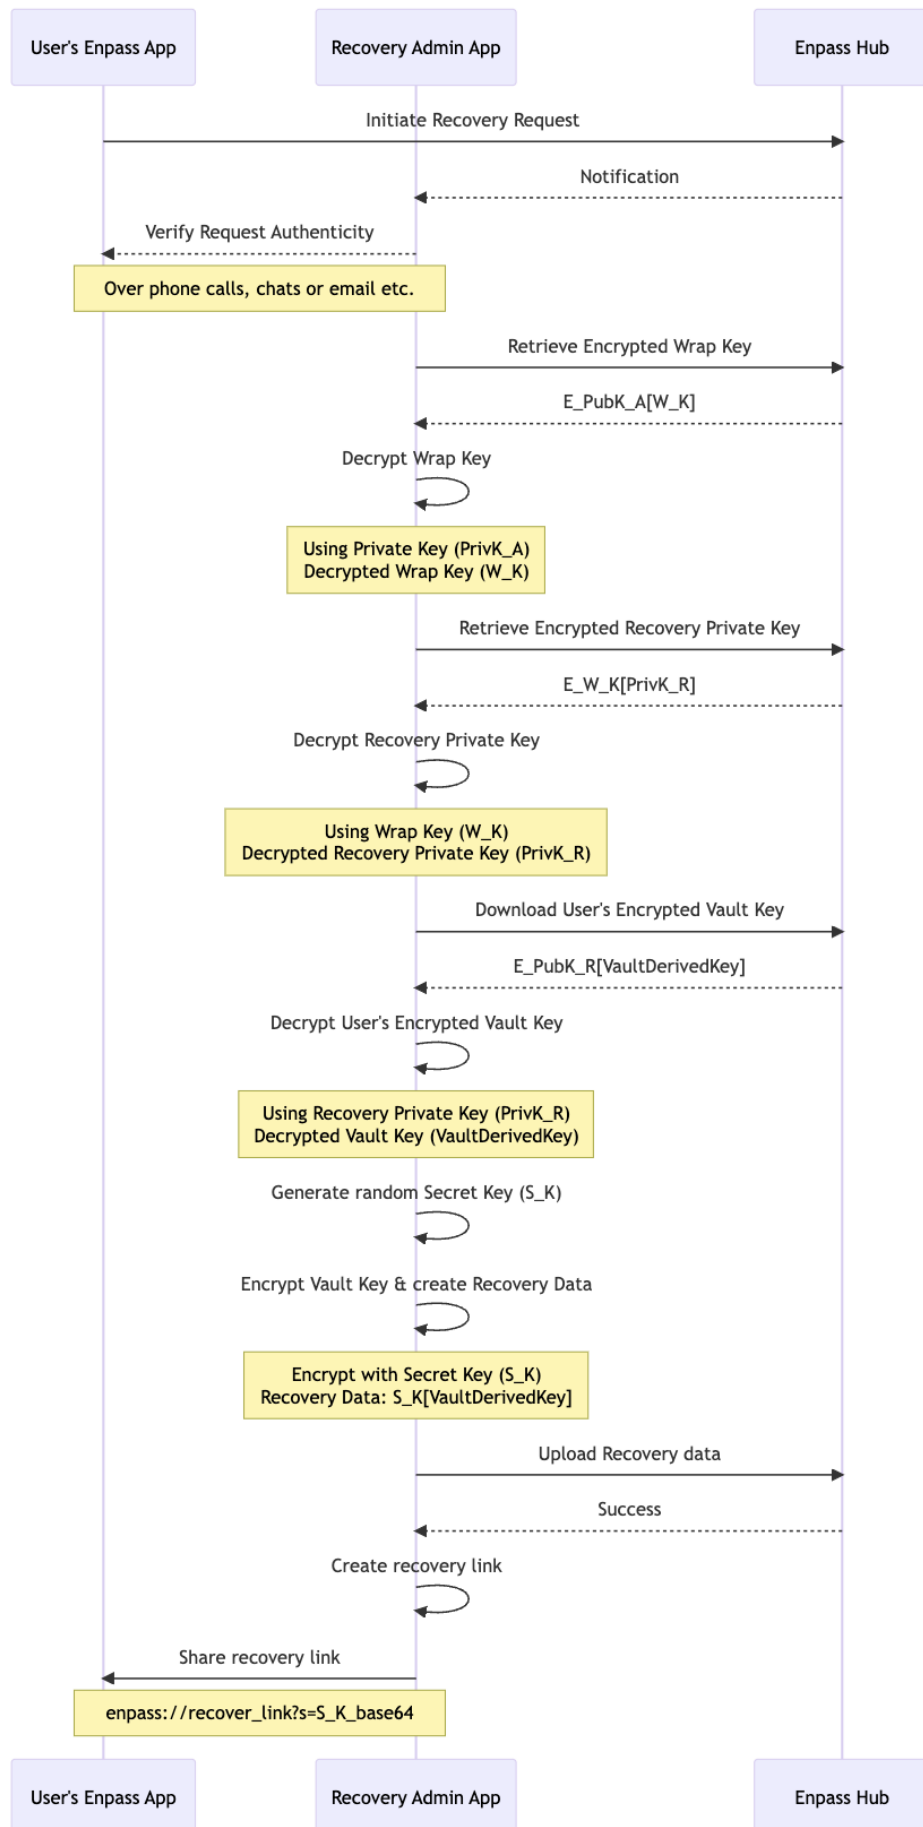 User's Enpass App
Recovery Admin App
Enpass Hub
Initiate Recovery Request
Notification
Verify Request Authenticity
Over phone calls, chats or email etc.
Retrieve Encrypted Wrap Key
E_PubK_A[W_K]
Decrypt Wrap Key
Using Private Key (PrivK_A)
Decrypted Wrap Key (W_K)
Retrieve Encrypted Recovery Private Key
E_W_K[PrivK_R]
Decrypt Recovery Private Key
Using Wrap Key (W_K)
Decrypted Recovery Private Key (PrivK_R)
Download User's Encrypted Vault Key
E_PubK_R[VaultDerivedKey]
Decrypt User's Encrypted Vault Key
Using Recovery Private Key (PrivK_R)
Decrypted Vault Key (VaultDerivedKey)
Generate random Secret Key (S_K)
Encrypt Vault Key & create Recovery Data
Encrypt with Secret Key (S_K)
Recovery Data: S_K[VaultDerivedKey]
Upload Recovery data
Success
Create recovery link
Share recovery link
enpass://recover_link?s=S_K_base64
User's Enpass App
Recovery Admin App
Enpass Hub